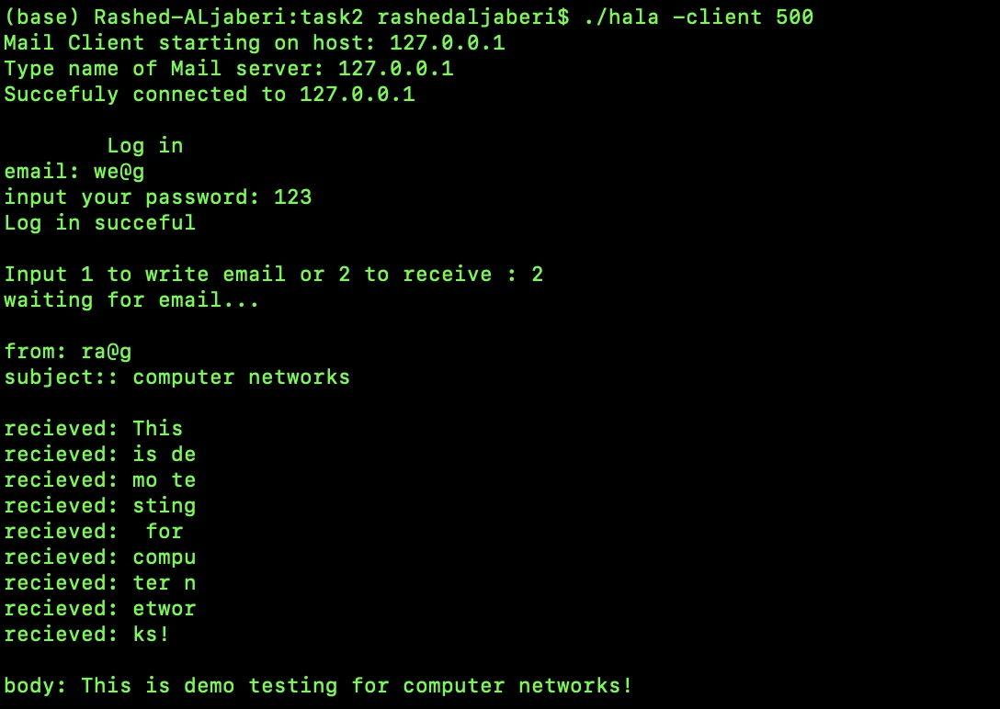 (base) Rashed-ALjaberi:task2 rashedaljaberi$ ./hala -client 500
Mail Client starting on host: 127.0.0.1
Type name of Mail server: 127.0.0.1
Succefuly connected to 127.0.0.1
Log in
email: we@g
input your password: 123
Log in succeful
Input 1 to write email or 2 to receive : 2
waiting for email...
from: ra@g
subject:: computer networks
recieved: This
recieved: is de
recieved: mo te
recieved: sting
recieved:  for
recieved: compu
recieved: ter n
recieved: etwor
recieved: ks!
body: This is demo testing for computer networks!